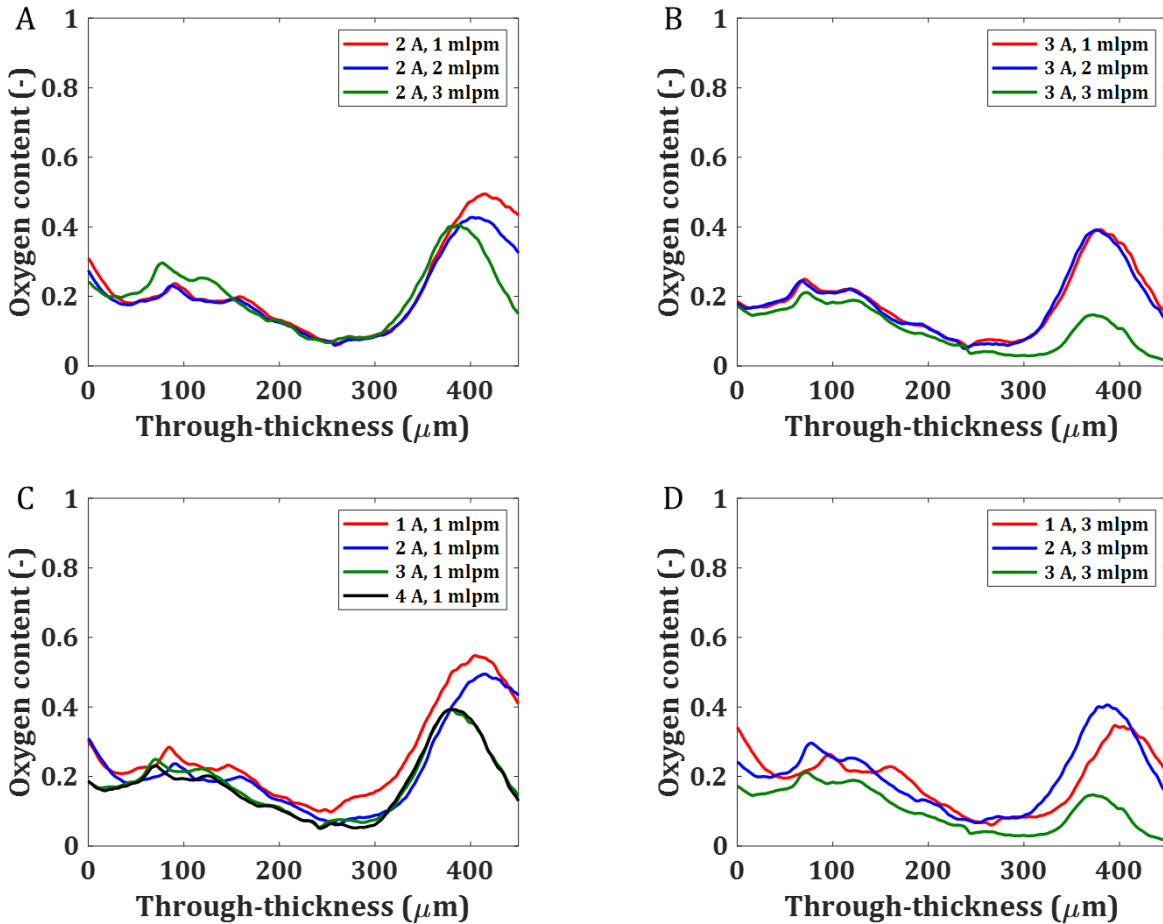 A
1
0.8
0.6
0.4
0.2
0
Oxygen content (-)
2 A, 1 mlpm
2 A, 2 mlpm
2 A, 3 mlpm
0 100 200 300 400
Through-thickness (μm)
B
1
0.8
0.6
0.4
0.2
0
Oxygen content (-)
3 A, 1 mlpm
3 A, 2 mlpm
3 A, 3 mlpm
0 100 200 300 400
Through-thickness (μm)
C
1
0.8
0.6
0.4
0.2
0
Oxygen content (-)
1 A, 1 mlpm
2 A, 1 mlpm
3 A, 1 mlpm
4 A, 1 mlpm
0 100 200 300 400
Through-thickness (μm)
D
1
0.8
0.6
0.4
0.2
0
Oxygen content (-)
1 A, 3 mlpm
2 A, 3 mlpm
3 A, 3 mlpm
0 100 200 300 400
Through-thickness (μm)